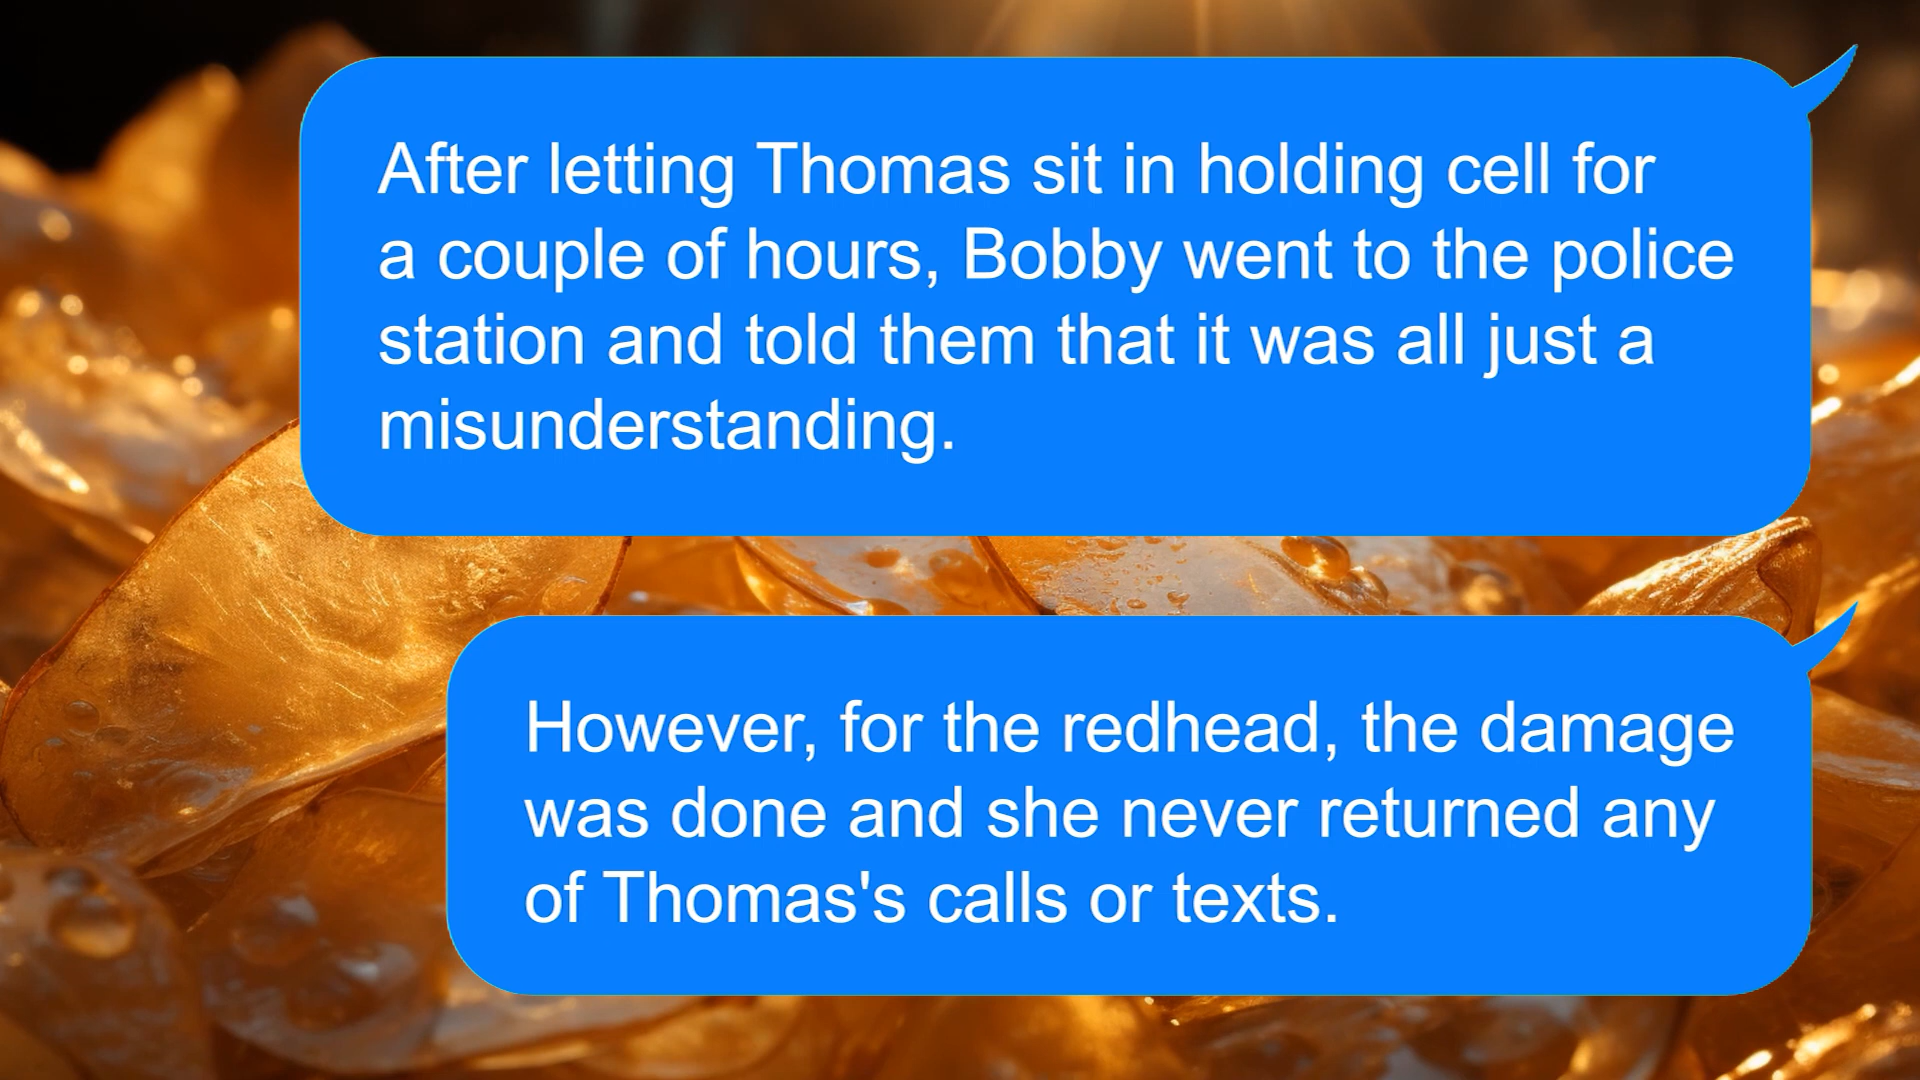 After letting Thomas sit in holding cell for
a couple of hours, Bobby went to the police
station and told them that it was all just a
misunderstanding.
However, for the redhead, the damage
was done and she never returned any
of Thomas's calls or texts.